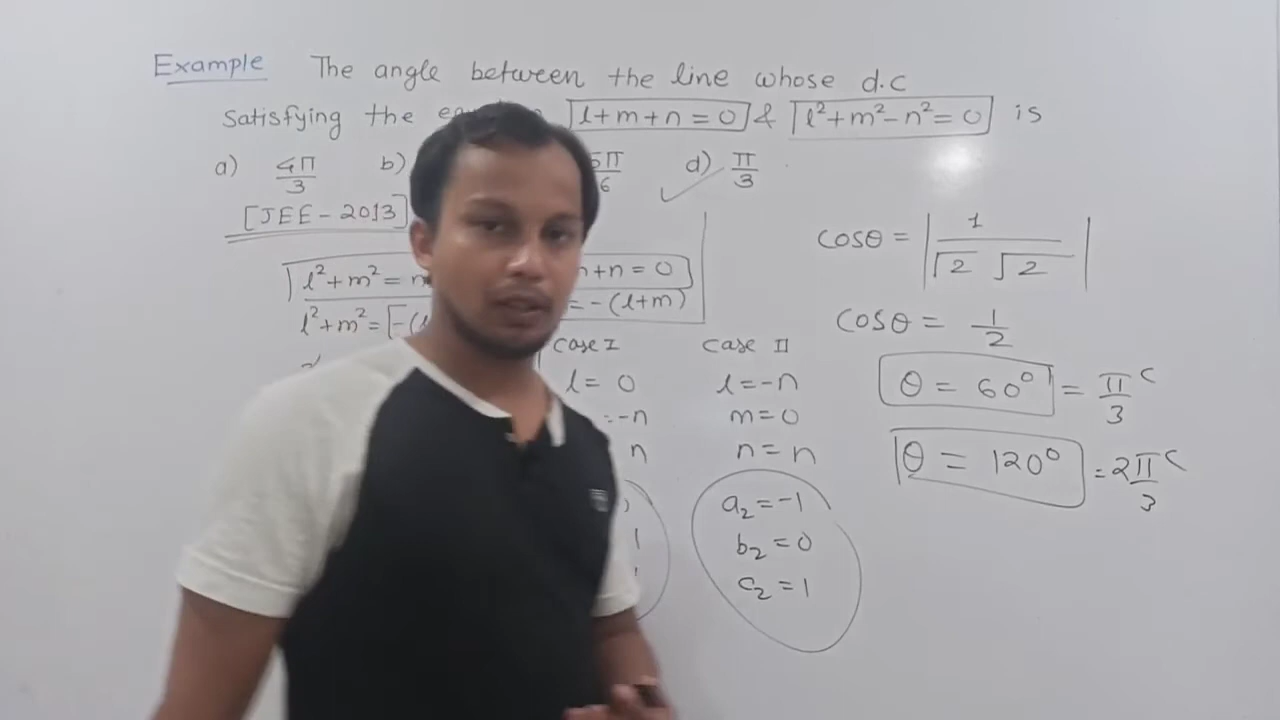 Example The angle between the line whose d.c
Satisfying the l+m+n=0 & l²+m²-n²=0 is
a) 4π/3 b) 5π/6 d) π/3
[JEE-2013]
l²+m²= n+n=0
l²+m²=[-( =-(l+m)
Case I
l= 0
=-n
n
1
Case II
l=-n
m=0
n=n
a₂=-1
b₂=0
c₂=1
cosθ = | 1/(√2 √2) |
cosθ = 1/2
θ = 60° = π/3 ᶜ
θ = 120° = 2π/3 ᶜ